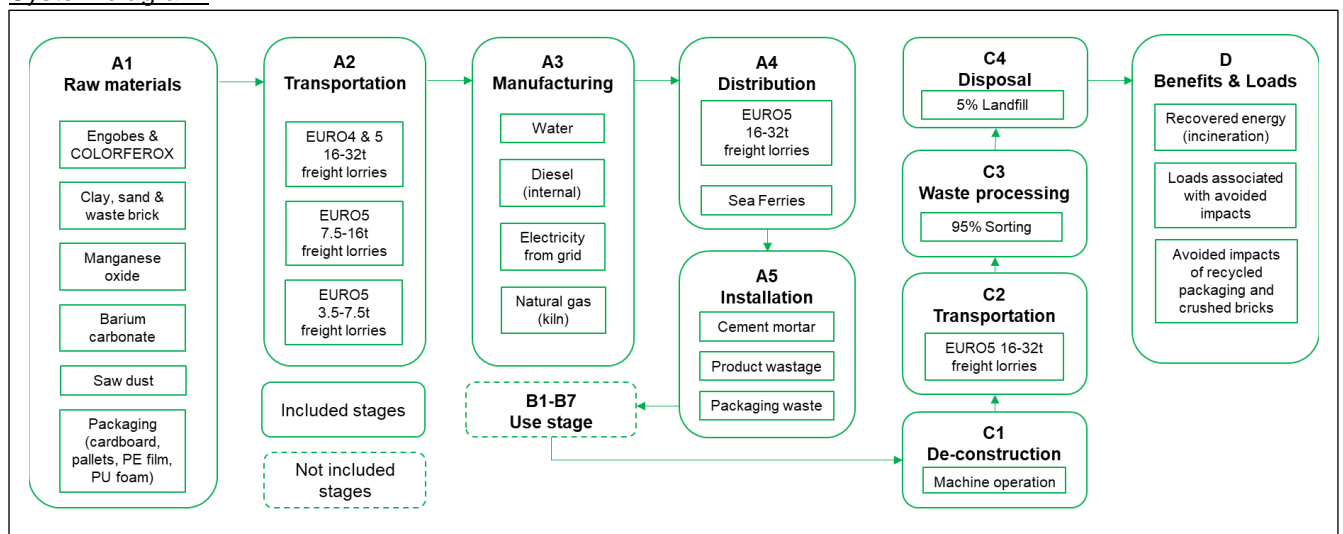 A1
Raw materials
Engobes &
COLORFEROX
Clay, sand &
waste brick
Manganese
oxide
Barium
carbonate
Saw dust
Packaging
(cardboard,
pallets, PE film,
PU foam)
A2
Transportation
EURO4 & 5
16-32t
freight lorries
EURO5
7.5-16t
freight lorries
EURO5
3.5-7.5t
freight lorries
Included stages
Not included
stages
A3
Manufacturing
Water
Diesel
(internal)
Electricity
from grid
Natural gas
(kiln)
B1-B7
Use stage
A4
Distribution
EURO5
16-32t
freight lorries
Sea Ferries
A5
Installation
Cement mortar
Product wastage
Packaging waste
C4
Disposal
5% Landfill
C3
Waste processing
95% Sorting
C2
Transportation
EURO5 16-32t
freight lorries
C1
De-construction
Machine operation
D
Benefits & Loads
Recovered energy
(incineration)
Loads associated
with avoided
impacts
Avoided impacts
of recycled
packaging and
crushed bricks